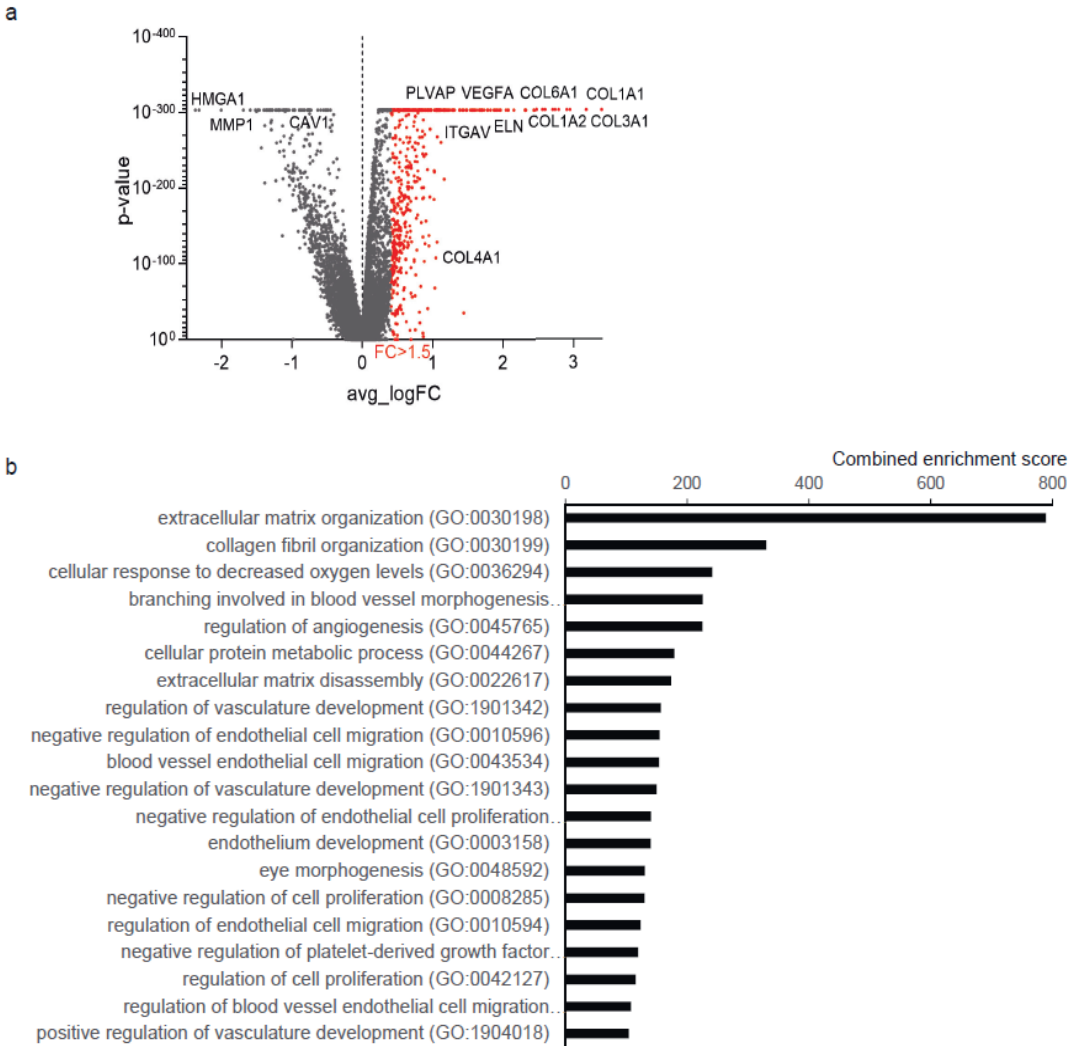 a
10-400
10-300
10-200
10-100
100
p-value
HMGA1
MMP1
CAV1
PLVAP VEGFA COL6A1 COL1A1
ITGAV ELN COL1A2 COL3A1
COL4A1
FC>1.5
-2 -1 0 1 2 3
avg_logFC
b
Combined enrichment score
0 200 400 600 800
extracellular matrix organization (GO:0030198)
collagen fibril organization (GO:0030199)
cellular response to decreased oxygen levels (GO:0036294)
branching involved in blood vessel morphogenesis..
regulation of angiogenesis (GO:0045765)
cellular protein metabolic process (GO:0044267)
extracellular matrix disassembly (GO:0022617)
regulation of vasculature development (GO:1901342)
negative regulation of endothelial cell migration (GO:0010596)
blood vessel endothelial cell migration (GO:0043534)
negative regulation of vasculature development (GO:1901343)
negative regulation of endothelial cell proliferation..
endothelium development (GO:0003158)
eye morphogenesis (GO:0048592)
negative regulation of cell proliferation (GO:0008285)
regulation of endothelial cell migration (GO:0010594)
negative regulation of platelet-derived growth factor..
regulation of cell proliferation (GO:0042127)
regulation of blood vessel endothelial cell migration..
positive regulation of vasculature development (GO:1904018)